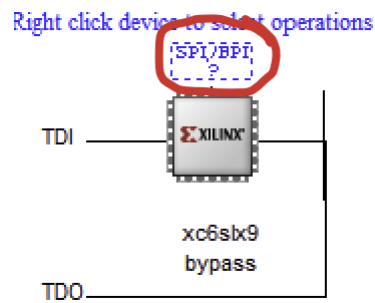 Right click device to select operations
SPI/BPI
?
TDI
XILINX
xc6slx9
bypass
TDO